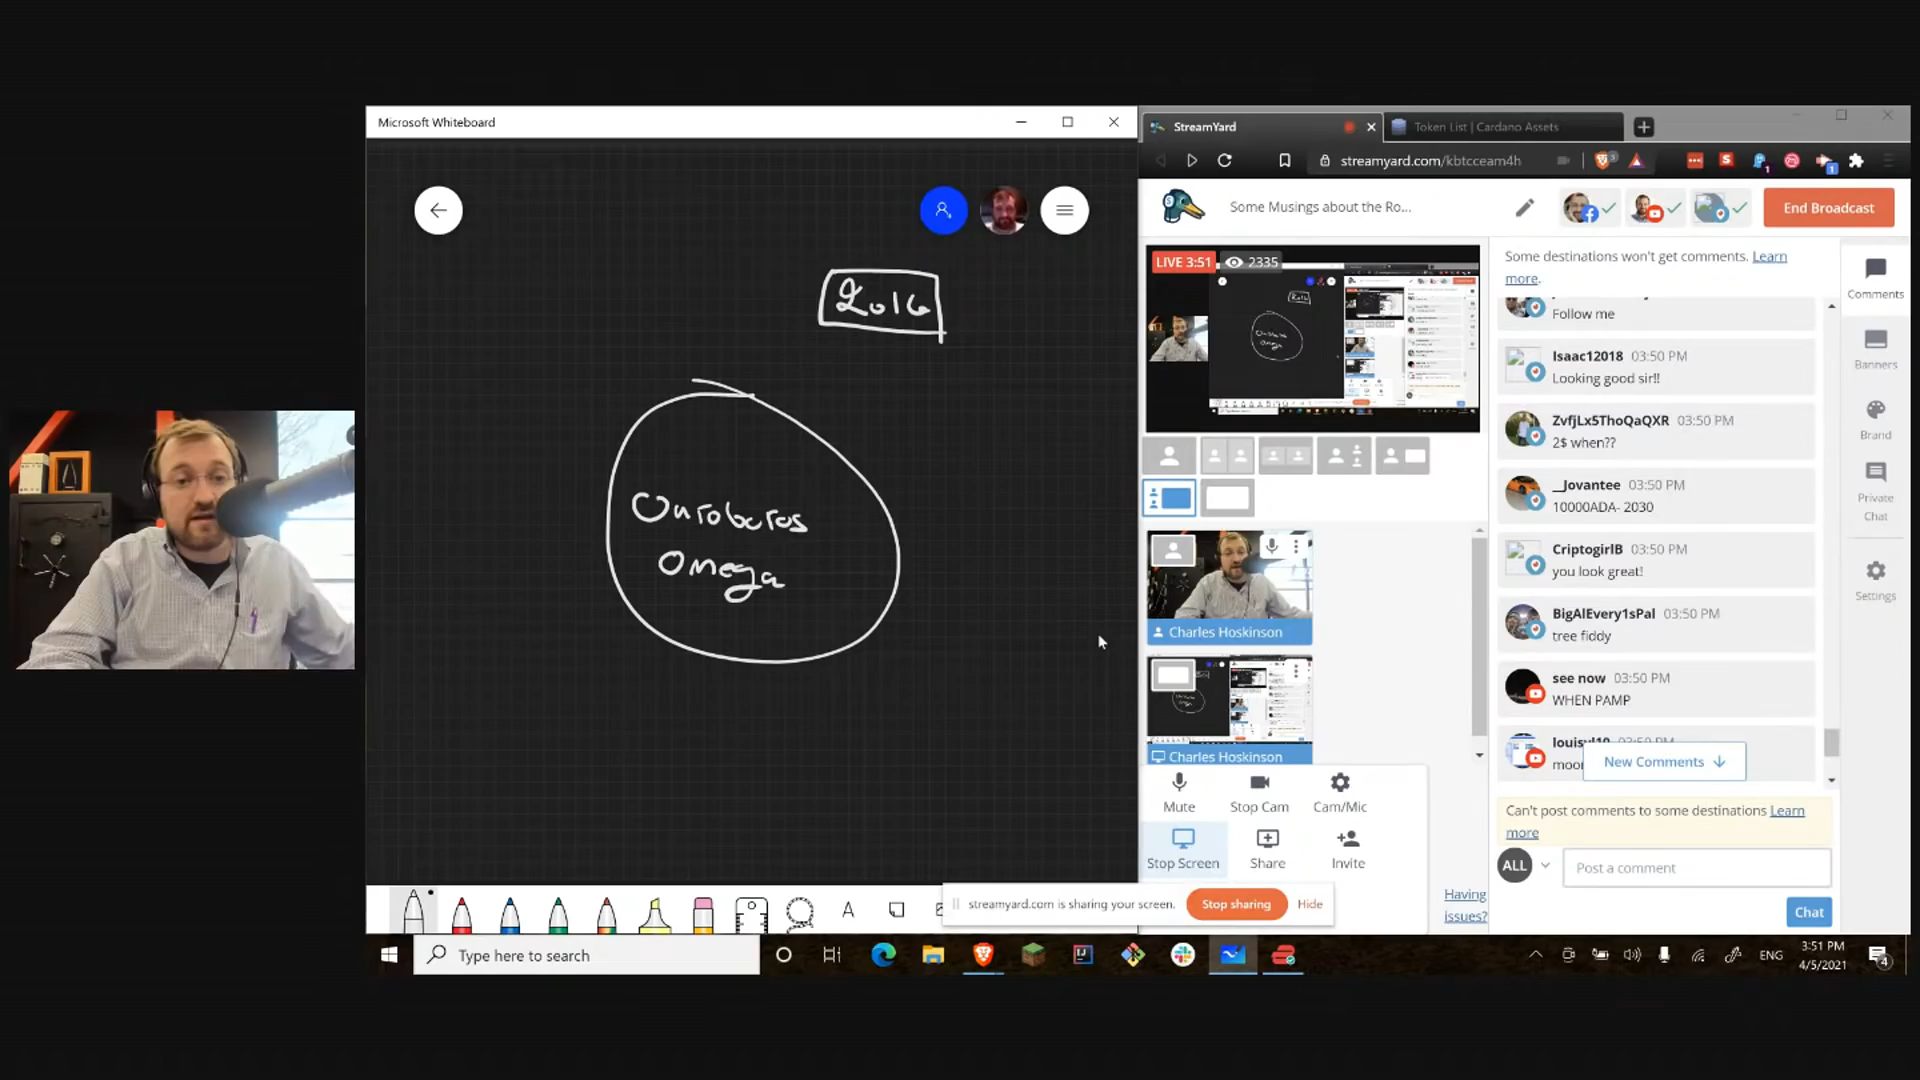 Microsoft Whiteboard
2016
Ouroboros
Omega
StreamYard
Token List | Cardano Assets
streamyard.com/kbtcceam4h
Some Musings about the Ro...
End Broadcast
LIVE 3:51
2335
Charles Hoskinson
Charles Hoskinson
Mute
Stop Cam
Cam/Mic
Stop Screen
Share
Invite
Having
issues?
Some destinations won't get comments. Learn
more.
Follow me
Isaac12018 03:50 PM
Looking good sir!!
ZvfjLx5ThoQaQXR 03:50 PM
2$ when??
__Jovantee 03:50 PM
10000ADA- 2030
CriptogirlB 03:50 PM
you look great!
BigAlEvery1sPal 03:50 PM
tree fiddy
see now 03:50 PM
WHEN PAMP
New Comments
Can't post comments to some destinations Learn
more
ALL
Post a comment
Chat
Comments
Banners
Brand
Private
Chat
Settings
streamyard.com is sharing your screen.
Stop sharing
Hide
Type here to search
ENG
3:51 PM
4/5/2021
4